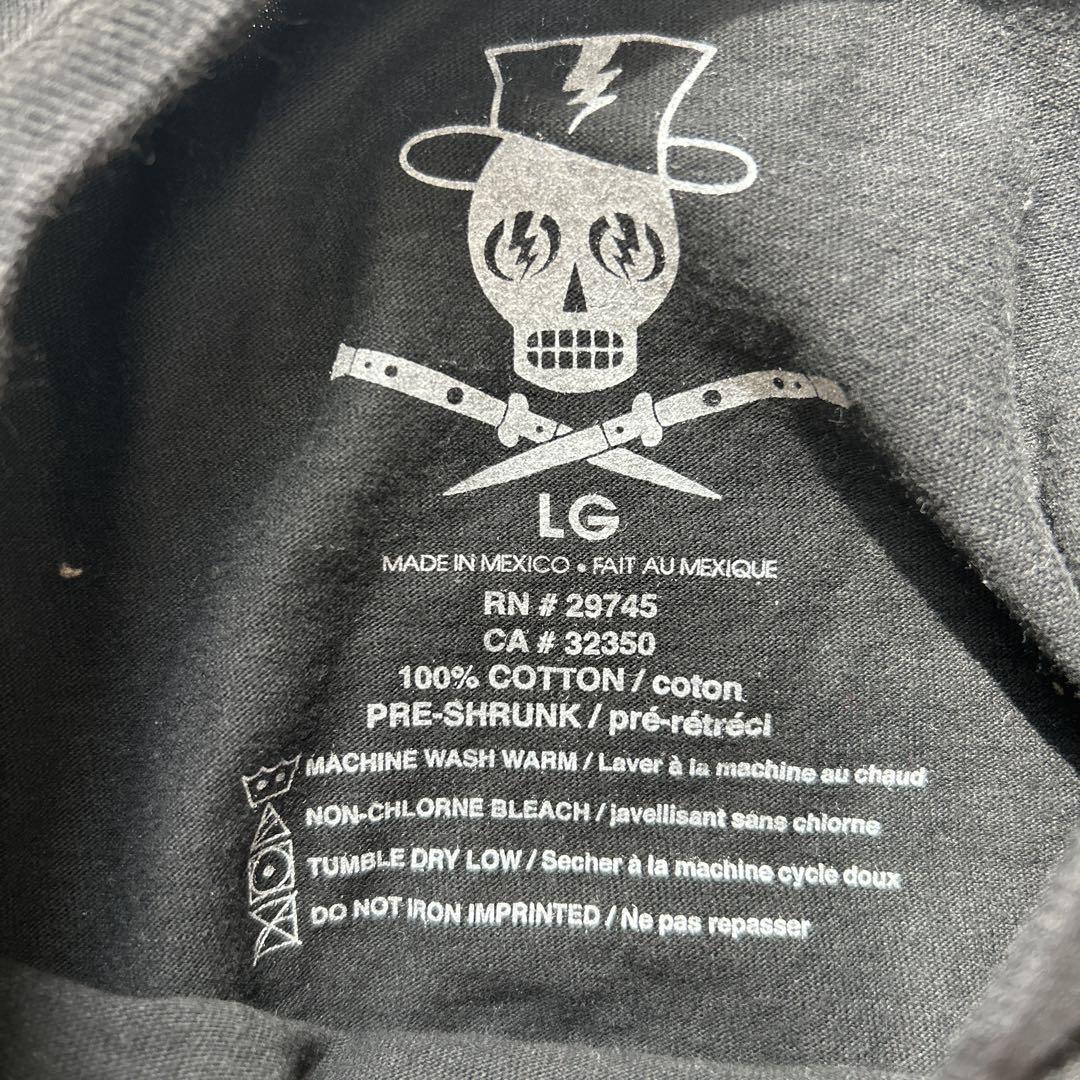 LG
MADE IN MEXICO • FAIT AU MEXIQUE
RN # 29745
CA # 32350
100% COTTON / coton
PRE-SHRUNK / pré-rétréci
MACHINE WASH WARM / Laver à la machine au chaud
NON-CHLORNE BLEACH / javellisant sans chlorne
TUMBLE DRY LOW / Secher à la machine cycle doux
DO NOT IRON IMPRINTED / Ne pas repasser